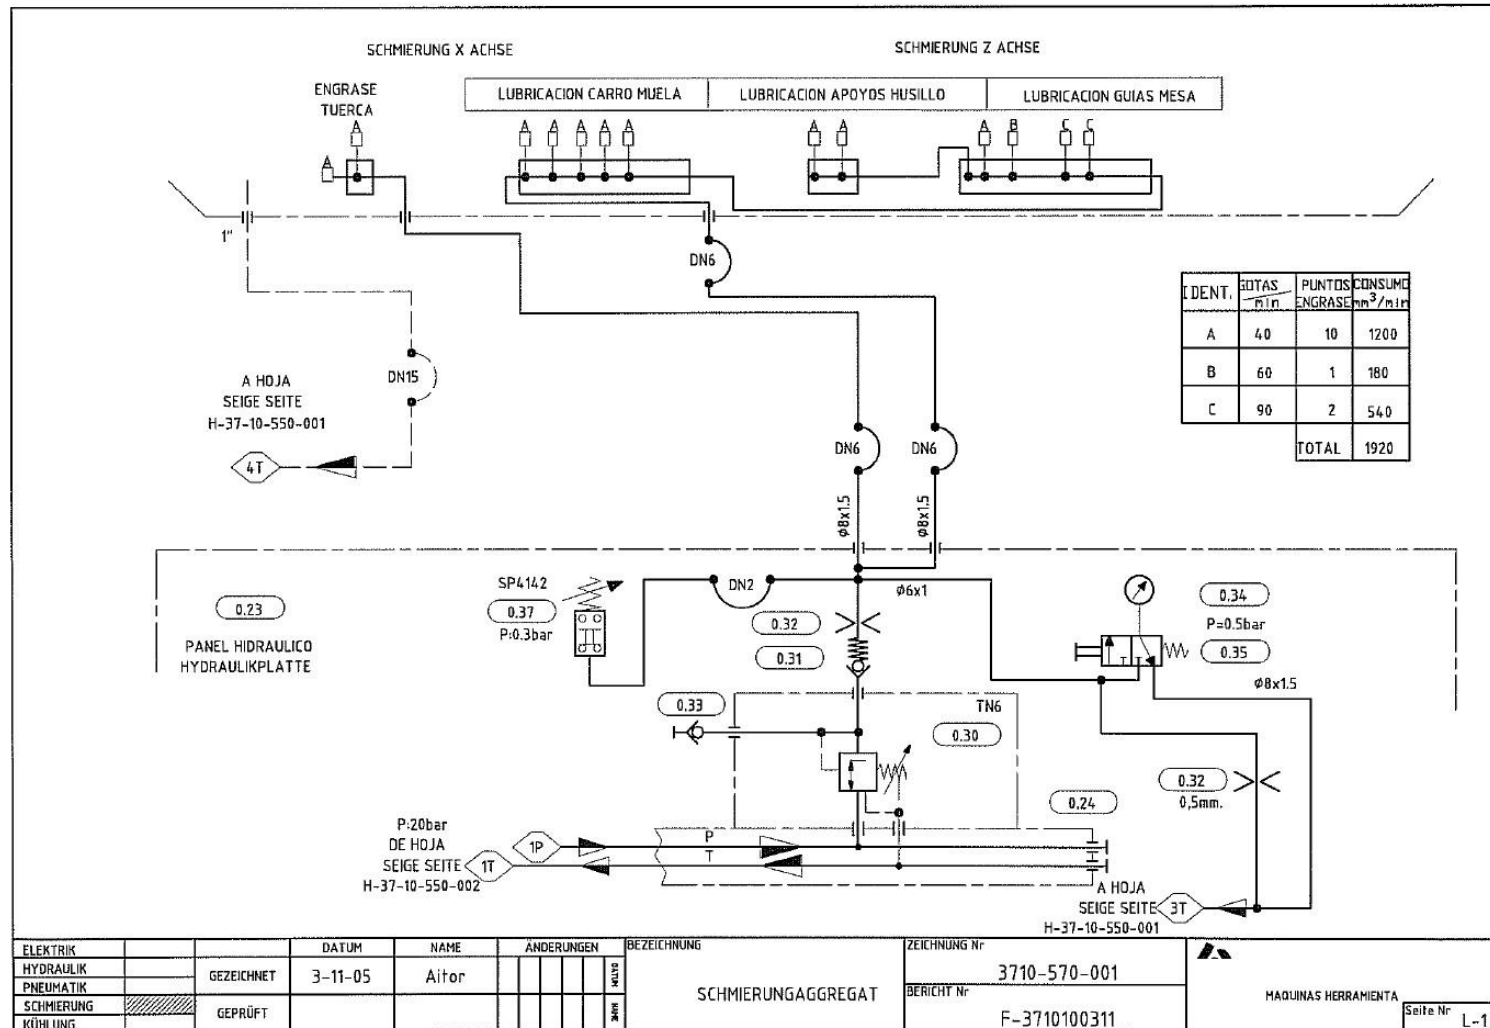 SCHMIERUNG X ACHSE
SCHMIERUNG Z ACHSE
ENGRASE
TUERCA
LUBRICACION CARRO MUELA
LUBRICACION APOYOS HUSILLO
LUBRICACION GUIAS MESA
A
A
A A A A A
A A
A B C C
1"
DN6
DN15
A HOJA
SEIGE SEITE
H-37-10-550-001
4T
IDENT. GOTAS/min PUNTOS ENGRASE CONSUMO mm³/min
A 40 10 1200
B 60 1 180
C 90 2 540
TOTAL 1920
DN6
DN6
φ8x1.5
φ8x1.5
0.23
PANEL HIDRAULICO
HYDRAULIKPLATTE
SP4142
0.37
P:0.3bar
DN2
φ6x1
0.32
0.31
0.34
P=0.5bar
0.35
φ8x1.5
0.33
TN6
0.30
0.32
0,5mm.
0.24
P:20bar
DE HOJA
SEIGE SEITE
H-37-10-550-002
1P
1T
P
T
A HOJA
SEIGE SEITE
H-37-10-550-001
3T
ELEKTRIK
HYDRAULIK
PNEUMATIK
SCHMIERUNG
KÜHLUNG
DATUM
NAME
GEZEICHNET
3-11-05
Aitor
GEPRÜFT
ÄNDERUNGEN
DATUM
NAME
BEZEICHNUNG
SCHMIERUNGAGGREGAT
ZEICHNUNG Nr
3710-570-001
BERICHT Nr
F-3710100311
MAQUINAS HERRAMIENTA
Seite Nr
L-1